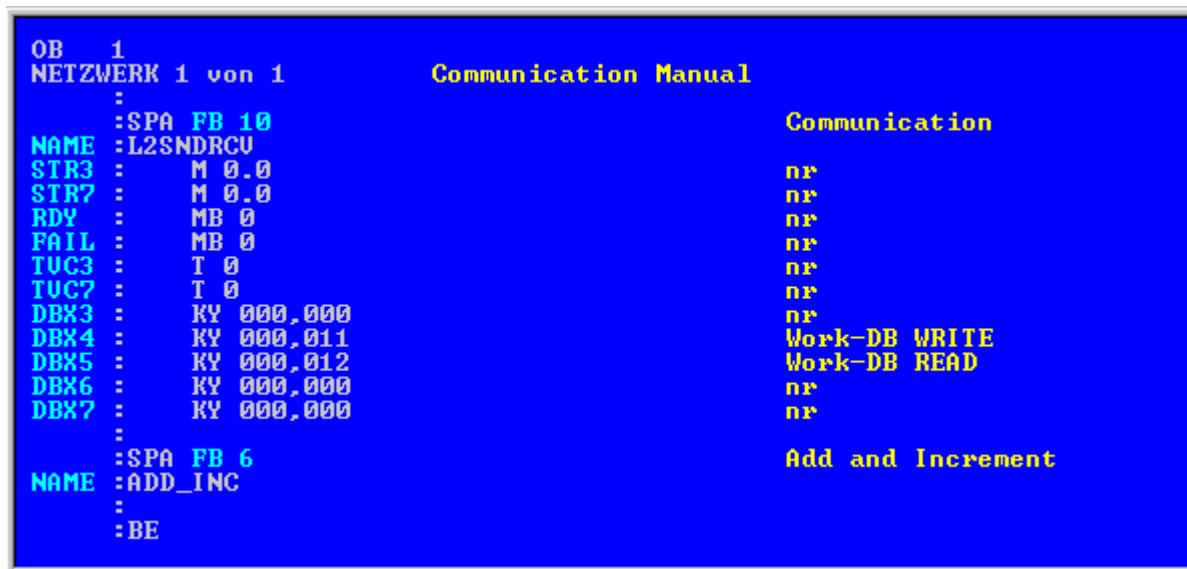 OB   1
NETZWERK 1 von 1          Communication Manual
:
:SPA FB 10          Communication
NAME :L2SNDRCV
STR3 :    M 0.0          nr
STR7 :    M 0.0          nr
RDY  :    MB 0          nr
FAIL :    MB 0          nr
TVC3 :    T 0          nr
TVC7 :    T 0          nr
DBX3 :    KY 000,000          nr
DBX4 :    KY 000,011          Work-DB WRITE
DBX5 :    KY 000,012          Work-DB READ
DBX6 :    KY 000,000          nr
DBX7 :    KY 000,000          nr
:
:SPA FB 6          Add and Increment
NAME :ADD_INC
:
:BE